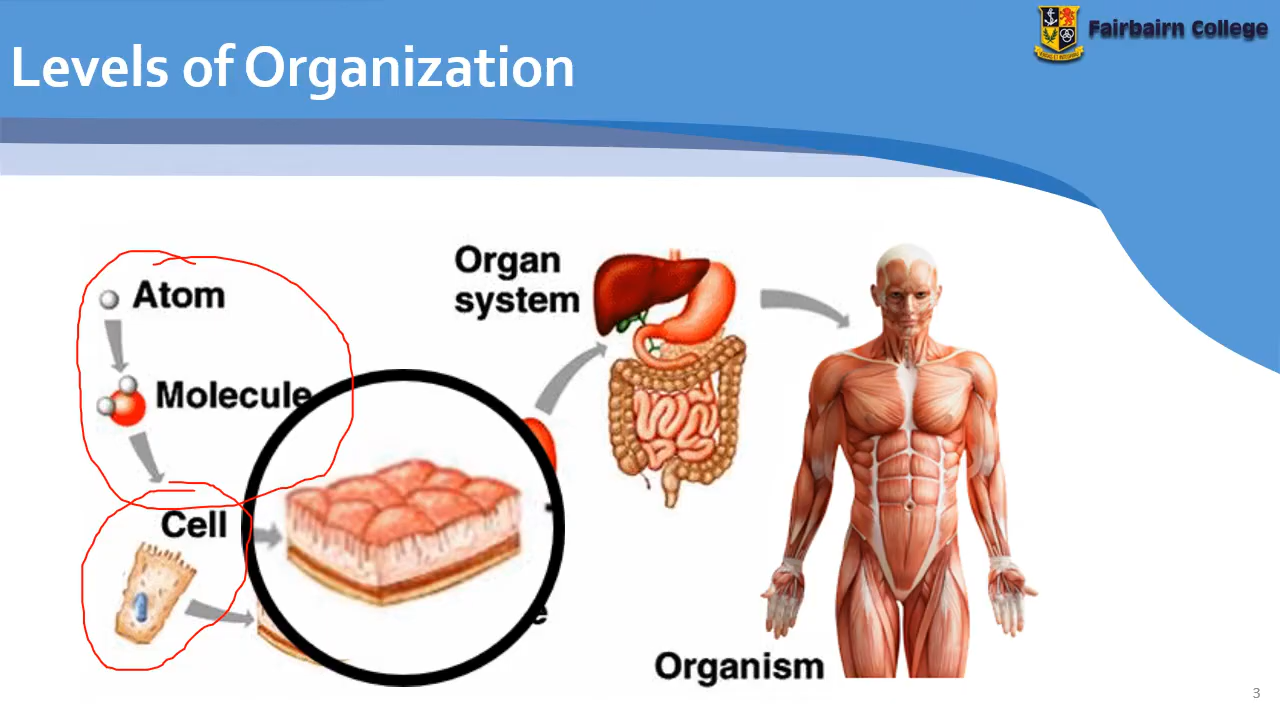 Levels of Organization
Fairbairn College
Atom
Molecule
Cell
Organ
system
Organism
3